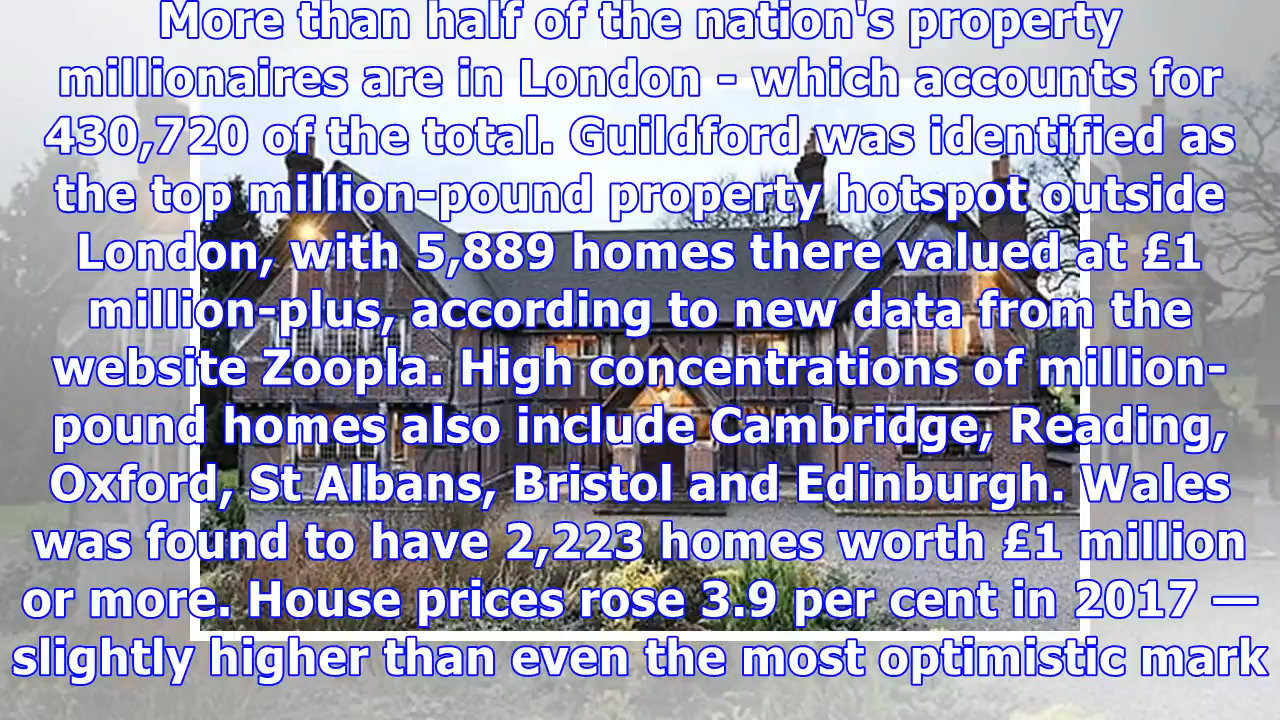 More than half of the nation's property
millionaires are in London - which accounts for
430,720 of the total. Guildford was identified as
the top million-pound property hotspot outside
London, with 5,889 homes there valued at £1
million-plus, according to new data from the
website Zoopla. High concentrations of million-
pound homes also include Cambridge, Reading,
Oxford, St Albans, Bristol and Edinburgh. Wales
was found to have 2,223 homes worth £1 million
or more. House prices rose 3.9 per cent in 2017 —
slightly higher than even the most optimistic mark